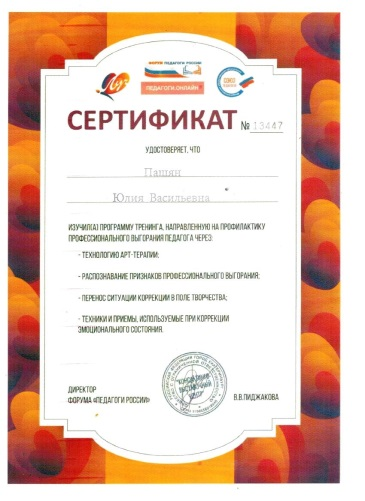 ФОРУМ ПЕДАГОГИ РОССИИ
ПЕДАГОГИ.ОНЛАЙН
СОЮЗ
СЕРТИФИКАТ № 13447
УДОСТОВЕРЯЕТ, ЧТО
Пашян
Юлия Васильевна
ИЗУЧИЛ(А) ПРОГРАММУ ТРЕНИНГА, НАПРАВЛЕННУЮ НА ПРОФИЛАКТИКУ
ПРОФЕССИОНАЛЬНОГО ВЫГОРАНИЯ ПЕДАГОГА ЧЕРЕЗ:
- ТЕХНОЛОГИЮ АРТ-ТЕРАПИИ;
- РАСПОЗНАВАНИЕ ПРИЗНАКОВ ПРОФЕССИОНАЛЬНОГО ВЫГОРАНИЯ;
- ПЕРЕНОС СИТУАЦИИ КОРРЕКЦИИ В ПОЛЕ ТВОРЧЕСТВА;
- ТЕХНИКИ И ПРИЕМЫ, ИСПОЛЬЗУЕМЫЕ ПРИ КОРРЕКЦИИ
ЭМОЦИОНАЛЬНОГО СОСТОЯНИЯ.
ДИРЕКТОР
ФОРУМА «ПЕДАГОГИ РОССИИ»
В.В.ПИДЖАКОВА